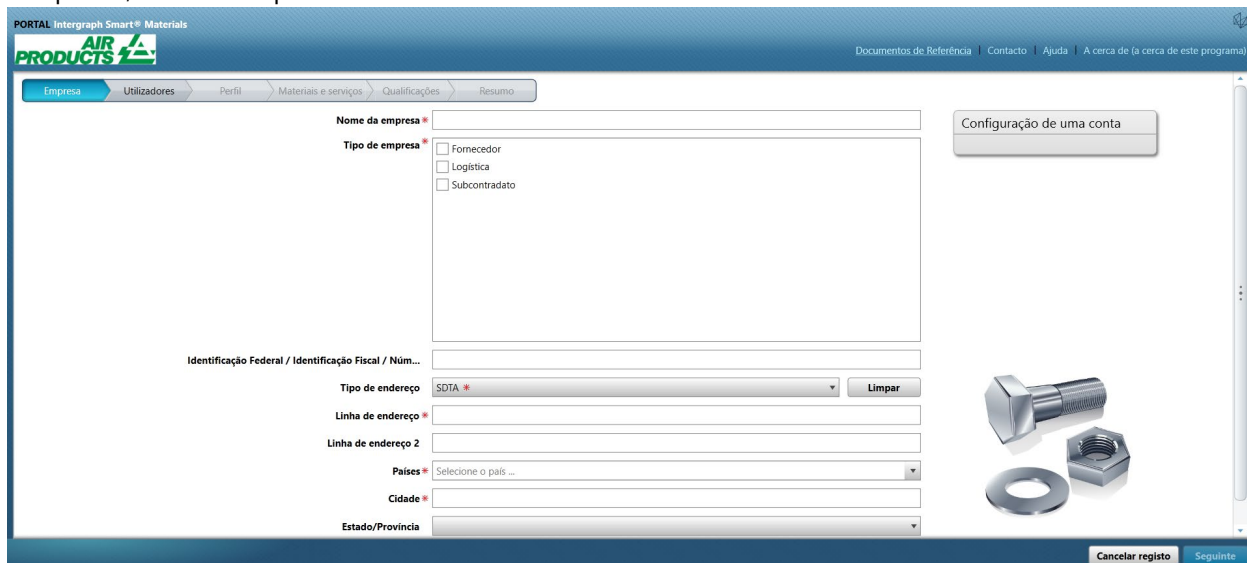 PORTAL Intergraph Smart® Materials
AIR
PRODUCTS
Documentos de Referência | Contacto | Ajuda | A cerca de (a cerca de este programa)
Empresa Utilizadores Perfil Materiais e serviços Qualificações Resumo
Nome da empresa *
Configuração de uma conta
Tipo de empresa *
Fornecedor
Logística
Subcontradato
Identificação Federal / Identificação Fiscal / Núm...
Tipo de endereço SDTA * Limpar
Linha de endereço *
Linha de endereço 2
Países * Selecione o país ...
Cidade *
Estado/Província
Cancelar registo Seguinte